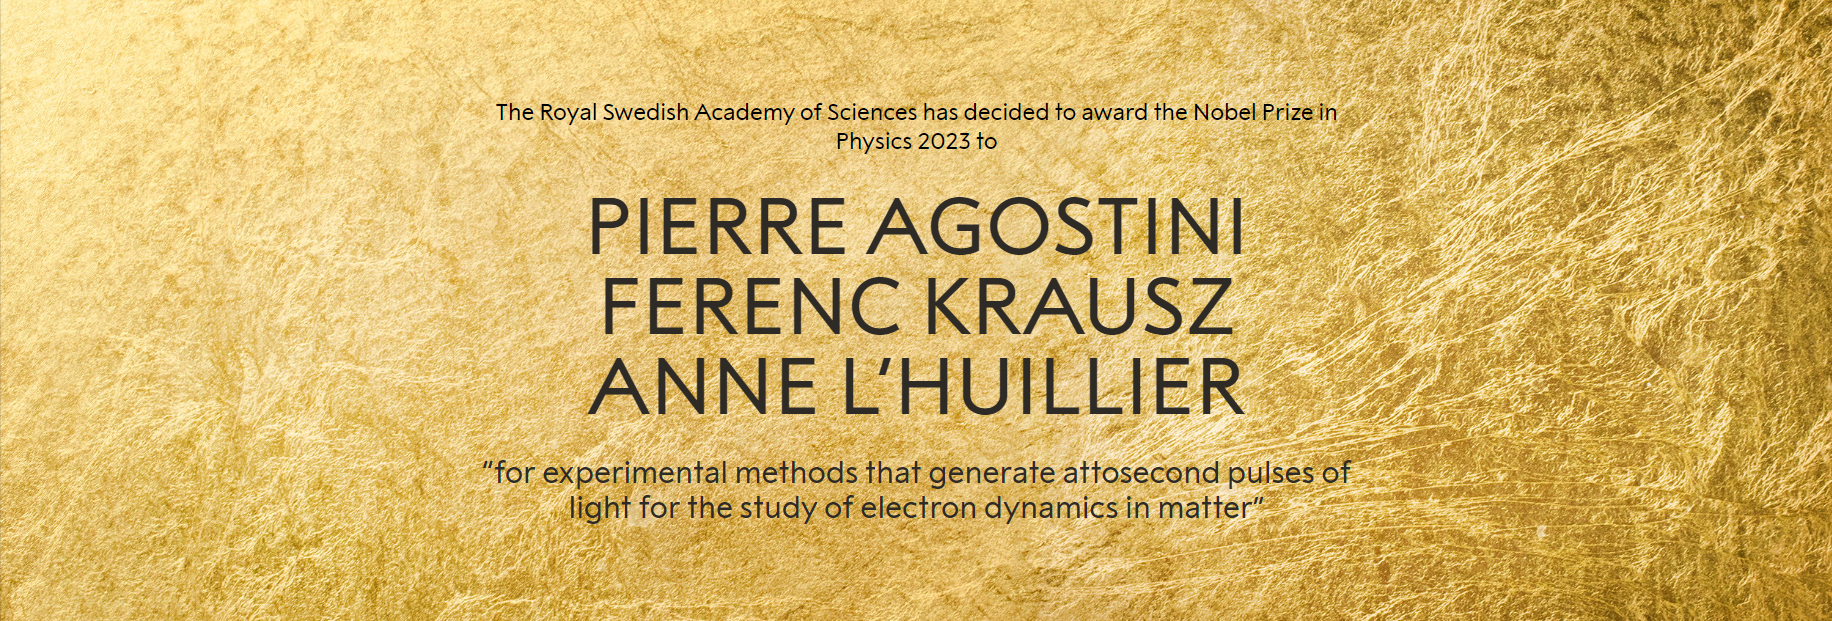 The Royal Swedish Academy of Sciences has decided to award the Nobel Prize in
Physics 2023 to
PIERRE AGOSTINI
FERENC KRAUSZ
ANNE L’HUILLIER
”for experimental methods that generate attosecond pulses of
light for the study of electron dynamics in matter”